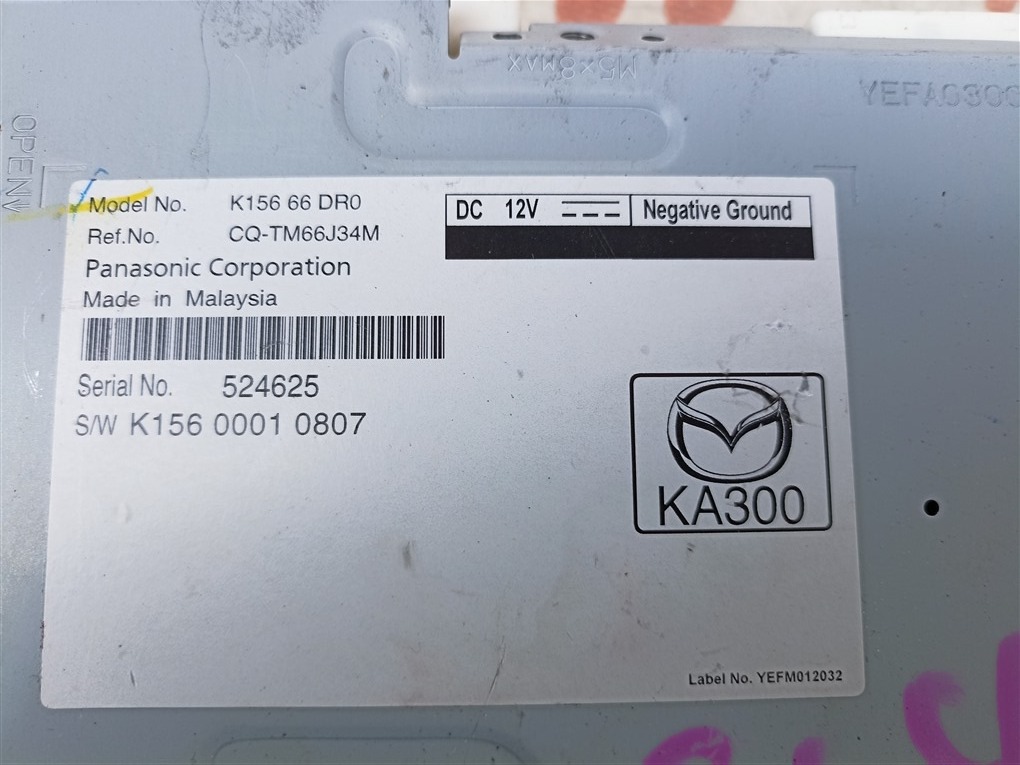 M5×8MAX
YEFA0300
OPEN
Model No. K156 66 DR0
DC 12V Negative Ground
Ref.No. CQ-TM66J34M
Panasonic Corporation
Made in Malaysia
Serial No. 524625
S/W K156 0001 0807
KA300
Label No. YEFM012032